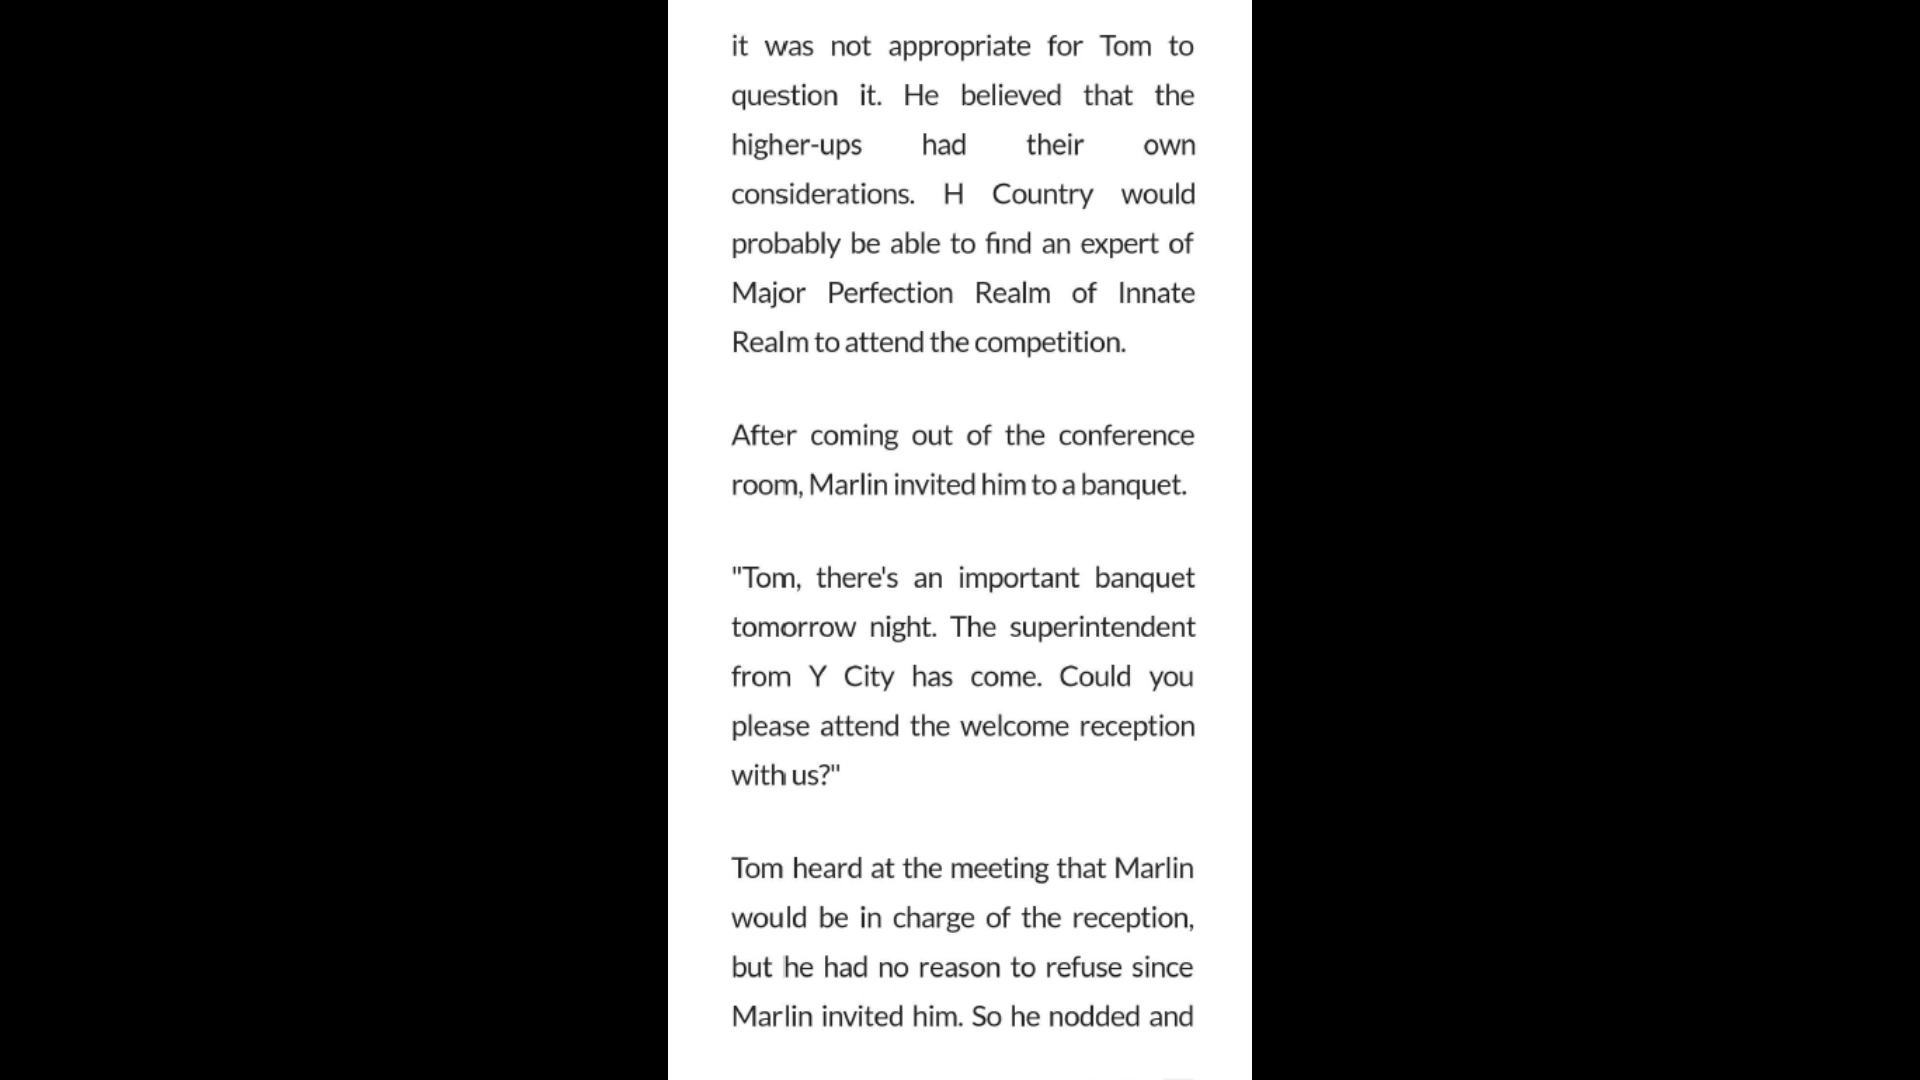 it was not appropriate for Tom to
question it. He believed that the
higher-ups had their own
considerations. H Country would
probably be able to find an expert of
Major Perfection Realm of Innate
Realm to attend the competition.
After coming out of the conference
room, Marlin invited him to a banquet.
"Tom, there's an important banquet
tomorrow night. The superintendent
from Y City has come. Could you
please attend the welcome reception
with us?"
Tom heard at the meeting that Marlin
would be in charge of the reception,
but he had no reason to refuse since
Marlin invited him. So he nodded and